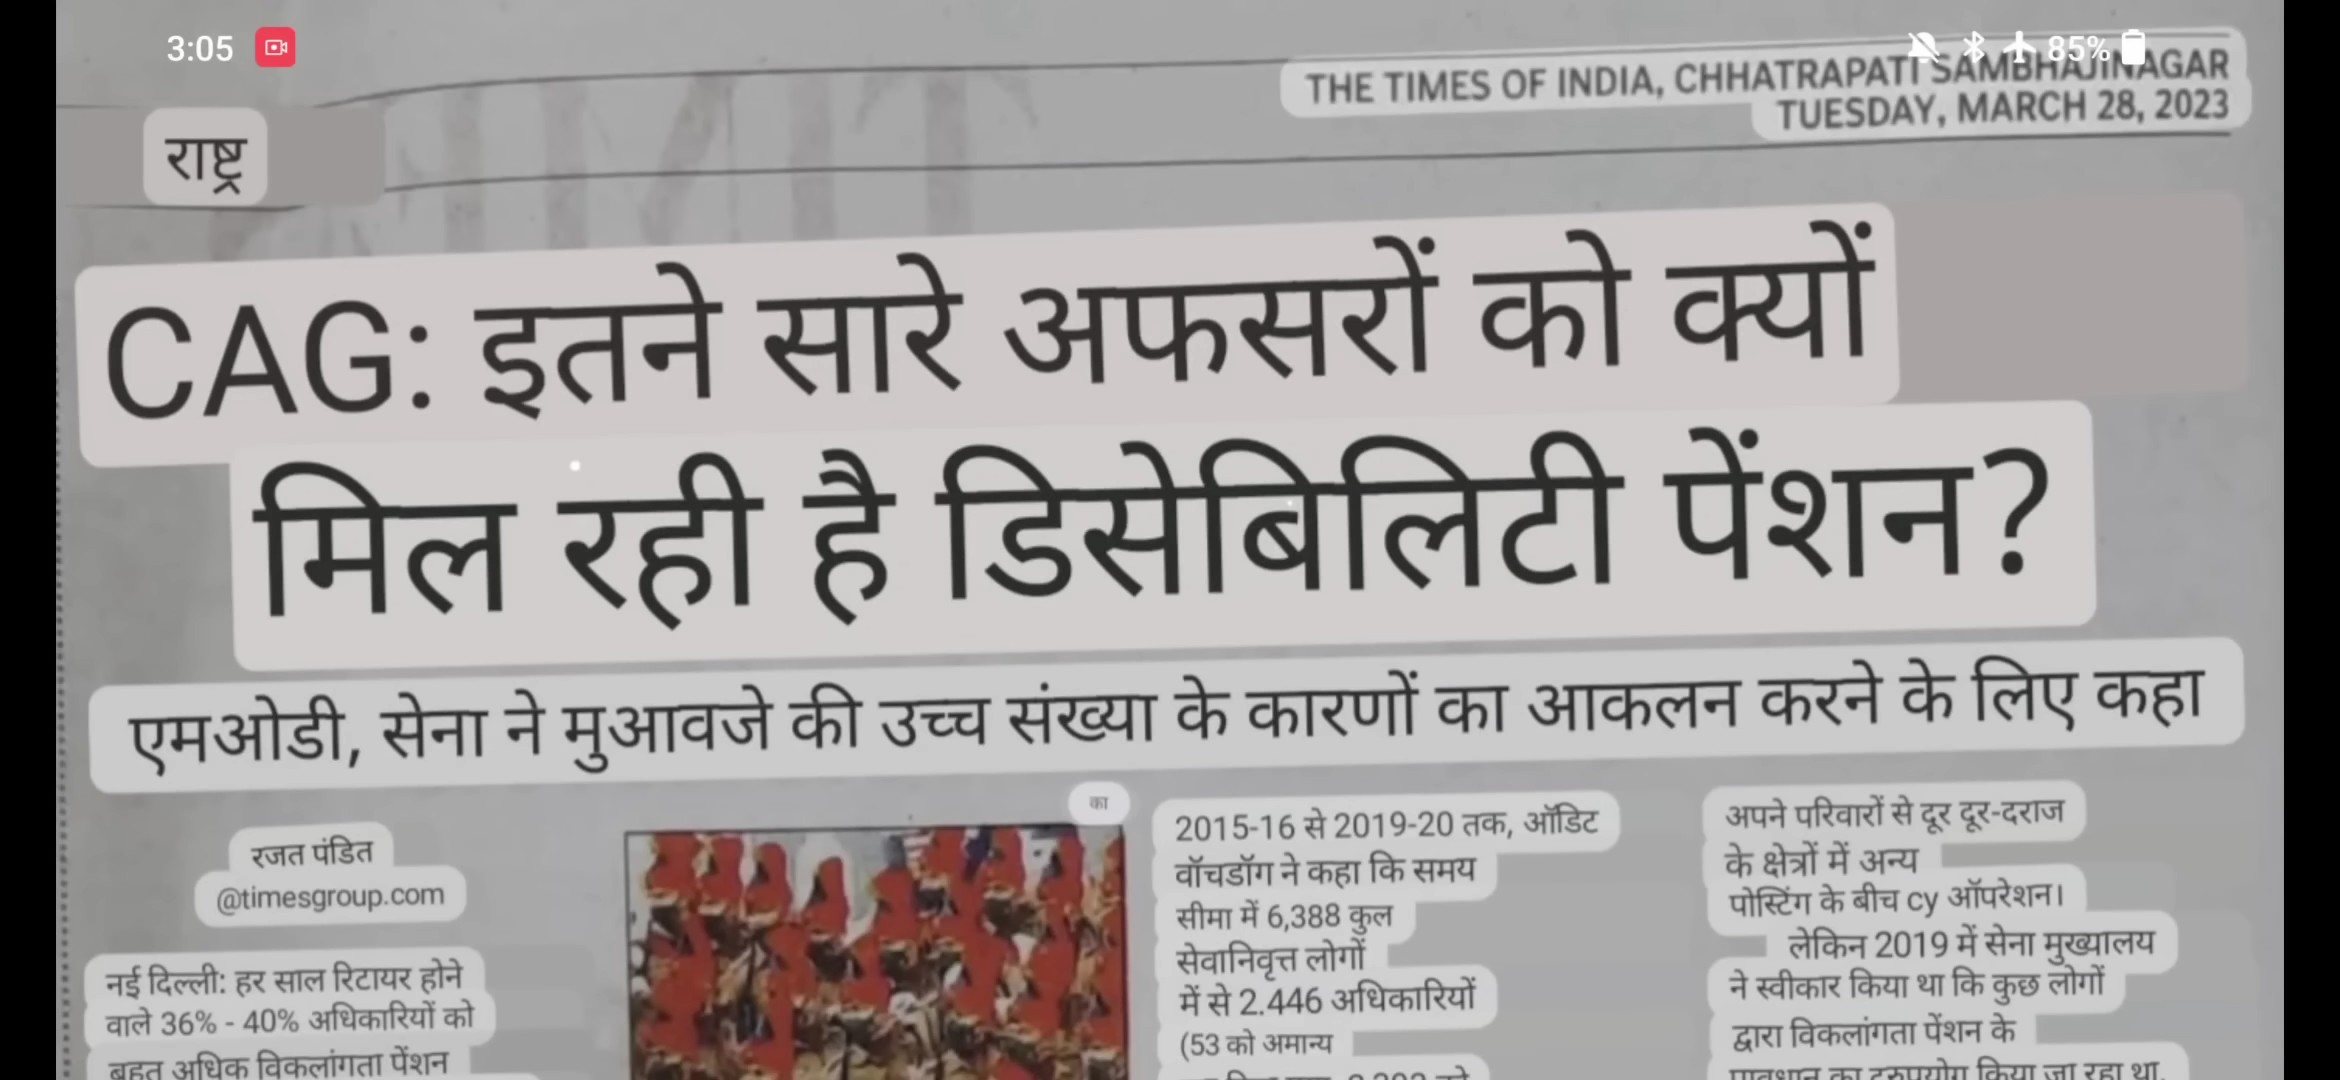 3:05
85%
THE TIMES OF INDIA, CHHATRAPATI SAMBHAJINAGAR
TUESDAY, MARCH 28, 2023
राष्ट्र
CAG: इतने सारे अफसरों को क्यों
मिल रही है डिसेबिलिटी पेंशन?
एमओडी, सेना ने मुआवजे की उच्च संख्या के कारणों का आकलन करने के लिए कहा
रजत पंडित
@timesgroup.com
नई दिल्ली: हर साल रिटायर होने
वाले 36% - 40% अधिकारियों को
बहुत अधिक विकलांगता पेंशन
का
2015-16 से 2019-20 तक, ऑडिट
वॉचडॉग ने कहा कि समय
सीमा में 6,388 कुल
सेवानिवृत्त लोगों
में से 2.446 अधिकारियों
(53 को अमान्य
अपने परिवारों से दूर दूर-दराज
के क्षेत्रों में अन्य
पोस्टिंग के बीच cy ऑपरेशन।
लेकिन 2019 में सेना मुख्यालय
ने स्वीकार किया था कि कुछ लोगों
द्वारा विकलांगता पेंशन के
प्रावधान का दुरुपयोग किया जा रहा था.